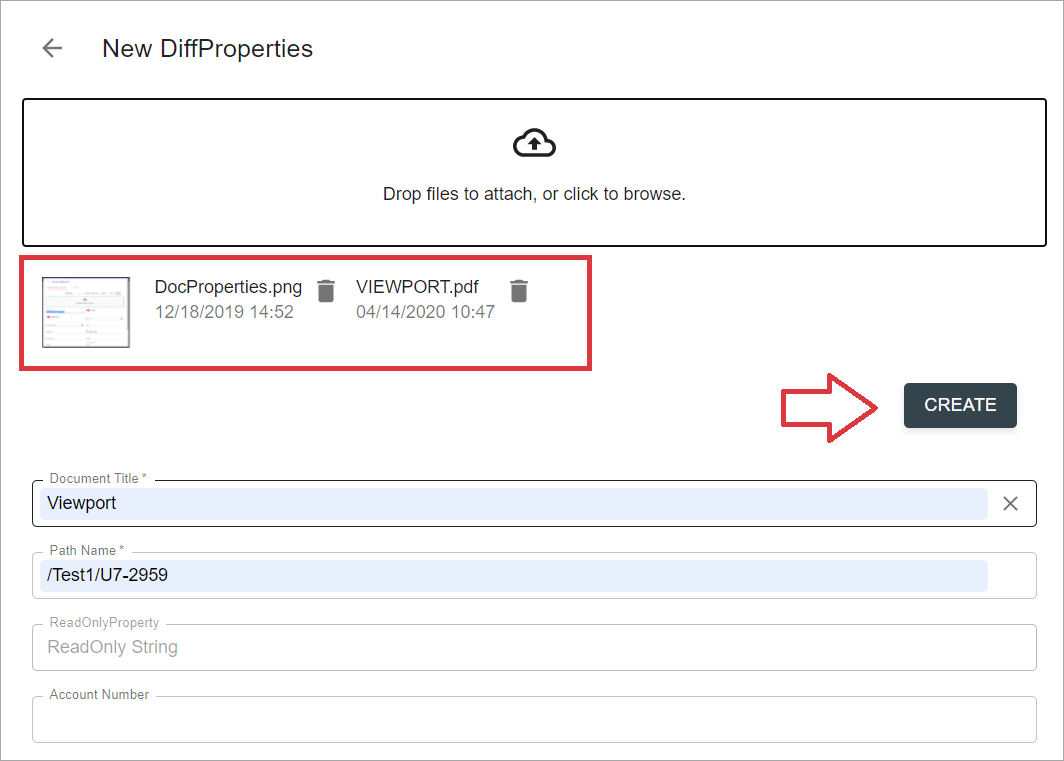 New DiffProperties
Drop files to attach, or click to browse.
DocProperties.png VIEWPORT.pdf
12/18/2019 14:52 04/14/2020 10:47
CREATE
Document Title *
Viewport
Path Name *
/Test1/U7-2959
ReadOnlyProperty
ReadOnly String
Account Number